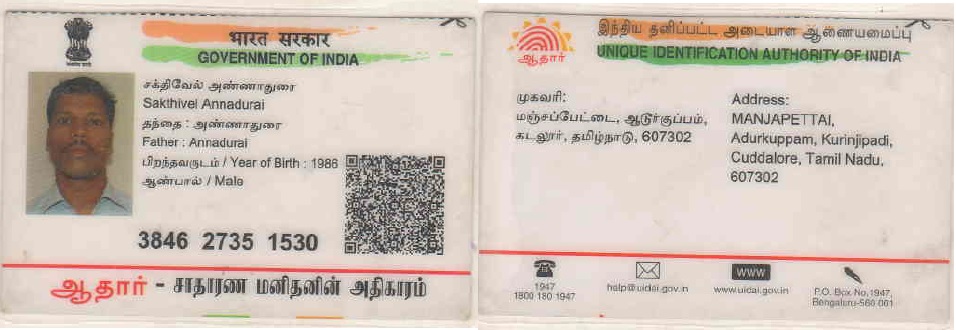 भारत सरकार
GOVERNMENT OF INDIA
சக்திவேல் அண்ணாதுரை
Sakthivel Annadurai
தந்தை : அண்ணாதுரை
Father : Annadurai
பிறந்தவருடம் / Year of Birth : 1986
ஆண்பால் / Male
3846 2735 1530
ஆதார் - சாதாரண மனிதனின் அதிகாரம்
இந்திய தனிப்பட்ட அடையாள ஆணையமைப்பு
UNIQUE IDENTIFICATION AUTHORITY OF INDIA
ஆதார்
முகவரி:
மஞ்சப்பேட்டை, ஆடூர்குப்பம்,
கடலூர், தமிழ்நாடு, 607302
Address:
MANJAPETTAI,
Adurkuppam, Kurinjipadi,
Cuddalore, Tamil Nadu,
607302
1947
1800 180 1947
help@uidai.gov.in
www
www.uidai.gov.in
P.O. Box No.1947,
Bengaluru-560 001